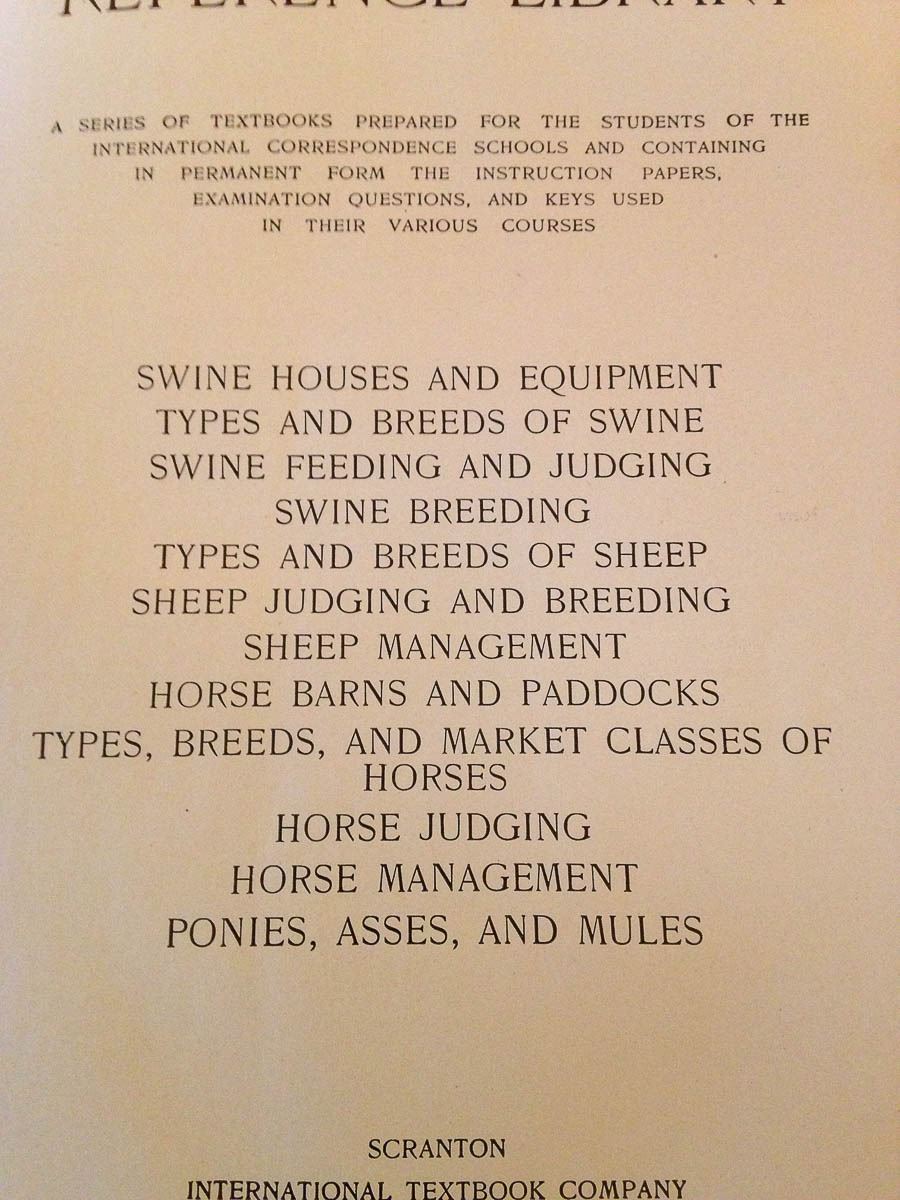 REFERENCE LIBRARY
A SERIES OF TEXTBOOKS PREPARED FOR THE STUDENTS OF THE
INTERNATIONAL CORRESPONDENCE SCHOOLS AND CONTAINING
IN PERMANENT FORM THE INSTRUCTION PAPERS,
EXAMINATION QUESTIONS, AND KEYS USED
IN THEIR VARIOUS COURSES
SWINE HOUSES AND EQUIPMENT
TYPES AND BREEDS OF SWINE
SWINE FEEDING AND JUDGING
SWINE BREEDING
TYPES AND BREEDS OF SHEEP
SHEEP JUDGING AND BREEDING
SHEEP MANAGEMENT
HORSE BARNS AND PADDOCKS
TYPES, BREEDS, AND MARKET CLASSES OF
HORSES
HORSE JUDGING
HORSE MANAGEMENT
PONIES, ASSES, AND MULES
SCRANTON
INTERNATIONAL TEXTBOOK COMPANY